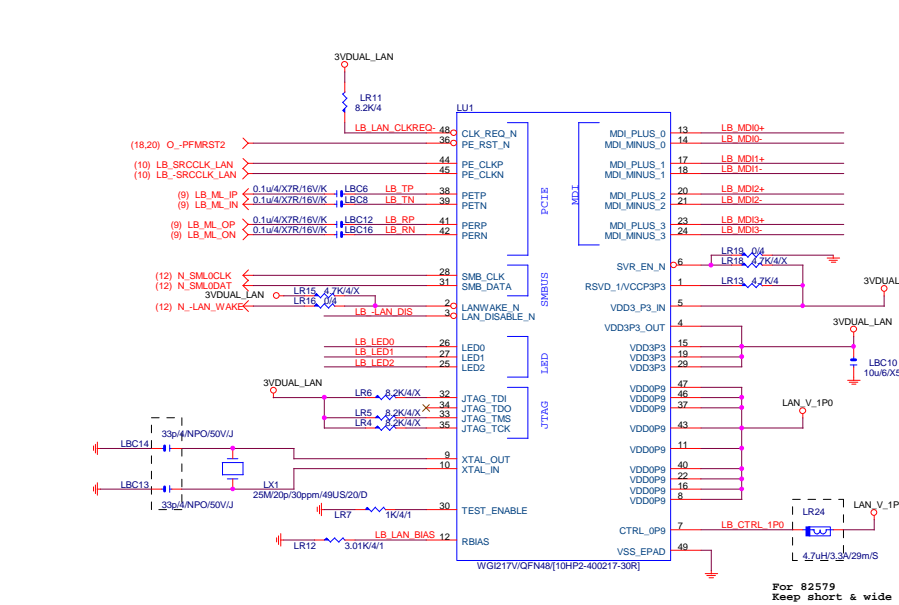 3VDUAL_LAN
LR11
8.2K/4
LU1
LB_LAN_CLKREQ-
48
CLK_REQ_N
MDI_PLUS_0
13
LB_MDI0+
(18,20) O_-PFMRST2
36
PE_RST_N
MDI_MINUS_0
14
LB_MDI0-
(10) LB_SRCCLK_LAN
44
PE_CLKP
MDI_PLUS_1
17
LB_MDI1+
(10) LB_-SRCCLK_LAN
45
PE_CLKN
MDI_MINUS_1
18
LB_MDI1-
PCIE
MDI
(9) LB_ML_IP
0.1u/4/X7R/16V/K
LBC6
LB_TP
38
PETP
MDI_PLUS_2
20
LB_MDI2+
(9) LB_ML_IN
0.1u/4/X7R/16V/K
LBC8
LB_TN
39
PETN
MDI_MINUS_2
21
LB_MDI2-
(9) LB_ML_OP
0.1u/4/X7R/16V/K
LBC12
LB_RP
41
PERP
MDI_PLUS_3
23
LB_MDI3+
(9) LB_ML_ON
0.1u/4/X7R/16V/K
LBC16
LB_RN
42
PERN
MDI_MINUS_3
24
LB_MDI3-
LR19 0/4
SVR_EN_N
6
LR18 4.7K/4/X
(12) N_SML0CLK
28
SMB_CLK
(12) N_SML0DAT
31
SMB_DATA
SMBUS
RSVD_1/VCCP3P3
1
LR13 4.7K/4
3VDUAL
3VDUAL_LAN
LR15 4.7K/4/X
(12) N_-LAN_WAKE
LR16 0/4
2
LANWAKE_N
VDD3_P3_IN
5
LB_-LAN_DIS
3
LAN_DISABLE_N
VDD3P3_OUT
4
3VDUAL_LAN
LB_LED0
26
LED0
LED
VDD3P3
15
LB_LED1
27
LED1
VDD3P3
19
LB_LED2
25
LED2
VDD3P3
29
LBC10
10u/6/X5
3VDUAL_LAN
LR6 8.2K/4/X
32
JTAG_TDI
VDD0P9
47
34
JTAG_TDO
VDD0P9
46
LR5 8.2K/4/X
33
JTAG_TMS
VDD0P9
37
LR4 8.2K/4/X
35
JTAG_TCK
JTAG
VDD0P9
43
LAN_V_1P0
33p/4/NPO/50V/J
LBC14
VDD0P9
11
9
XTAL_OUT
10
XTAL_IN
VDD0P9
40
VDD0P9
22
LBC13
LX1
VDD0P9
16
25M/20p/30ppm/49US/20/D
VDD0P9
8
33p/4/NPO/50V/J
LR7 1K/4/1
30
TEST_ENABLE
LR24
LAN_V_1P
CTRL_0P9
7
LB_CTRL_1P0
LR12 3.01K/4/1
LB_LAN_BIAS
12
RBIAS
VSS_EPAD
49
4.7uH/3.3A/29m/S
WGI217V/QFN48/[10HP2-400217-30R]
For 82579
Keep short & wide